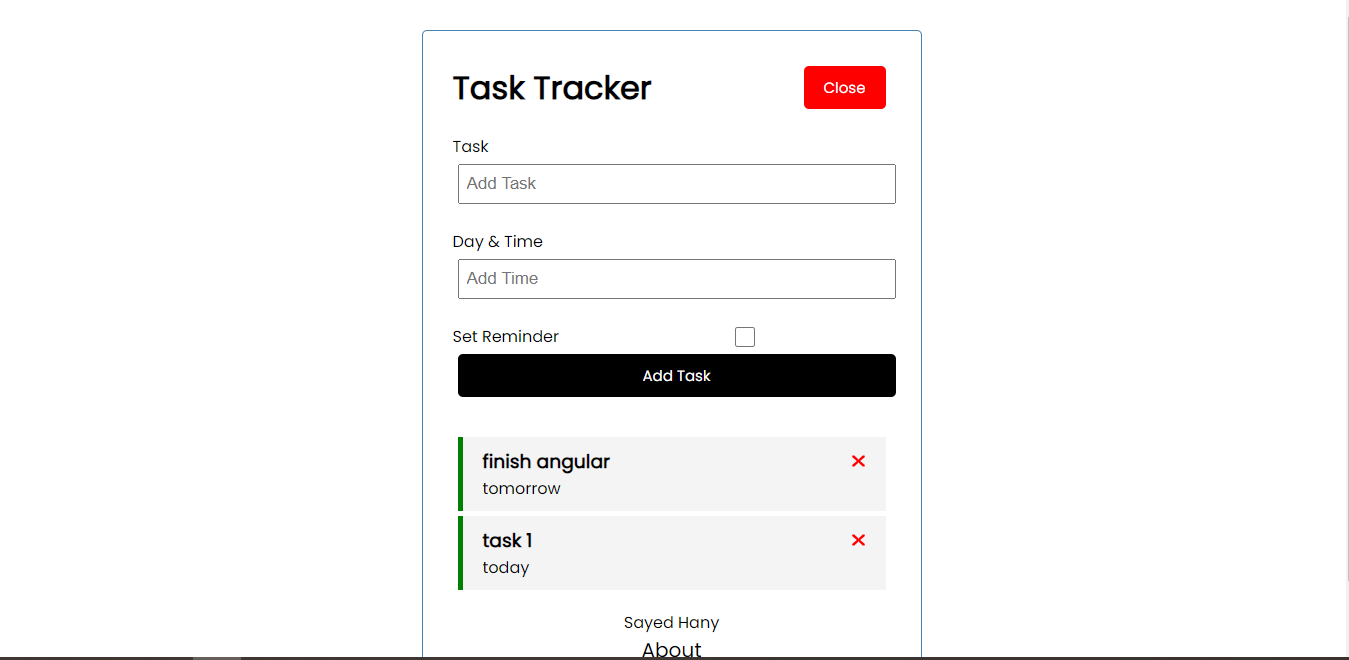 Task Tracker
Close
Task
Add Task
Day & Time
Add Time
Set Reminder
Add Task
finish angular
tomorrow
task 1
today
Sayed Hany
About